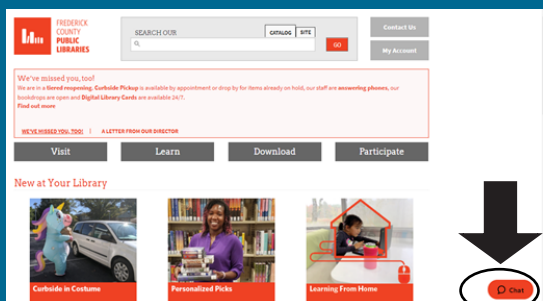 FREDERICK
COUNTY
PUBLIC
LIBRARIES
SEARCH OUR
CATALOG SITE
GO
Contact Us
My Account
We've missed you, too!
We are in a tiered reopening. Curbside Pickup is available by appointment or drop by for items already on hold, our staff are answering phones, our
bookdrops are open and Digital Library Cards are available 24/7.
Find out more
WE'VE MISSED YOU, TOO! | A LETTER FROM OUR DIRECTOR
Visit Learn Download Participate
New at Your Library
Curbside in Costume Personalized Picks Learning From Home
Chat